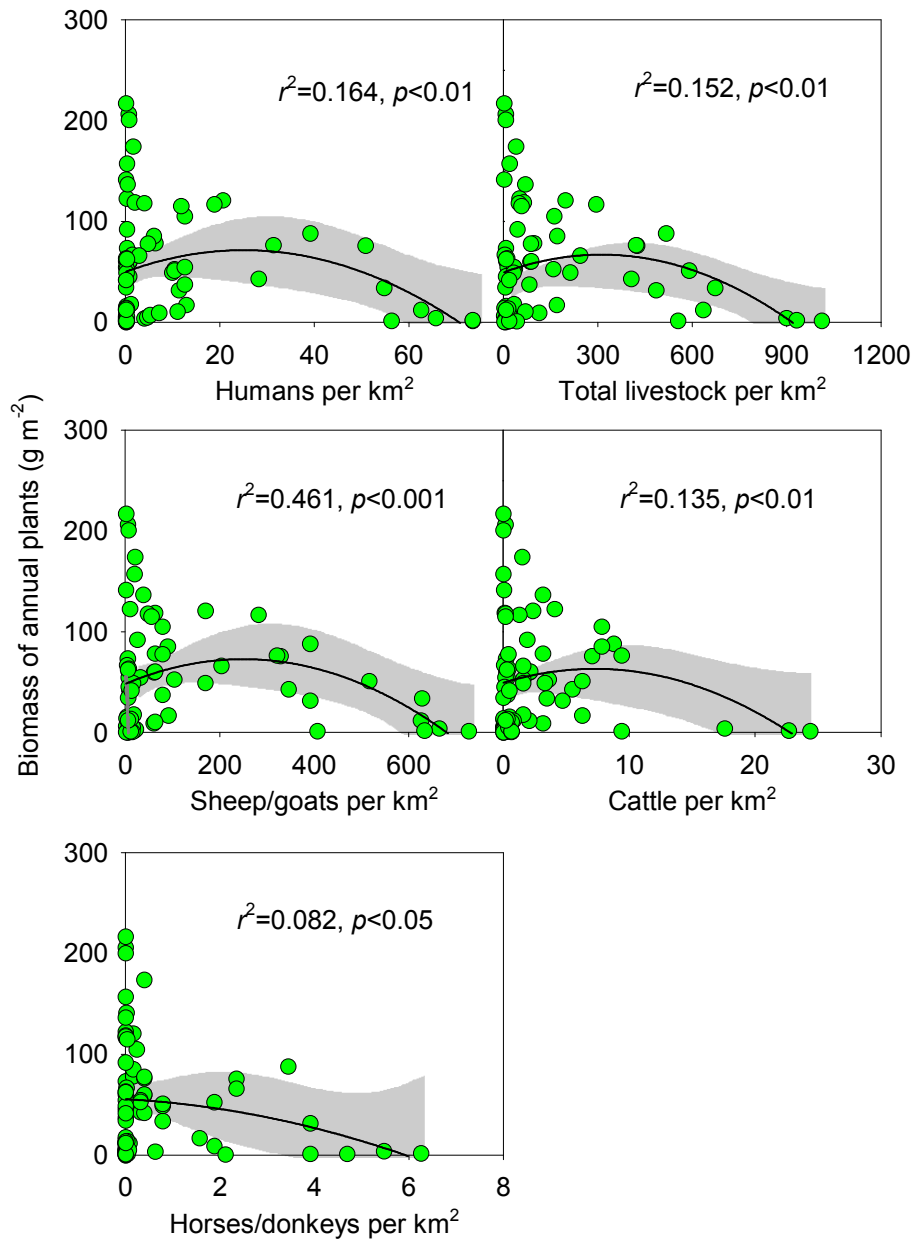 300
200
100
0
r²=0.164, p<0.01
r²=0.152, p<0.01
0 20 40 60
0 300 600 900 1200
Humans per km²
Total livestock per km²
Biomass of annual plants (g m⁻²)
300
200
100
0
r²=0.461, p<0.001
r²=0.135, p<0.01
0 200 400 600
0 10 20 30
Sheep/goats per km²
Cattle per km²
300
200
100
0
r²=0.082, p<0.05
0 2 4 6 8
Horses/donkeys per km²